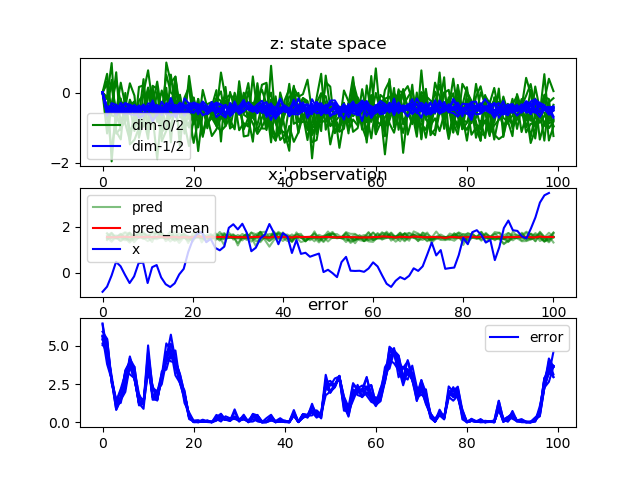 z: state space
0
−2
dim-0/2
dim-1/2
0 20 40 60 80 100
x: observation
2
0
pred
pred_mean
x
0 20 40 60 80 100
error
5.0
2.5
0.0
error
0 20 40 60 80 100